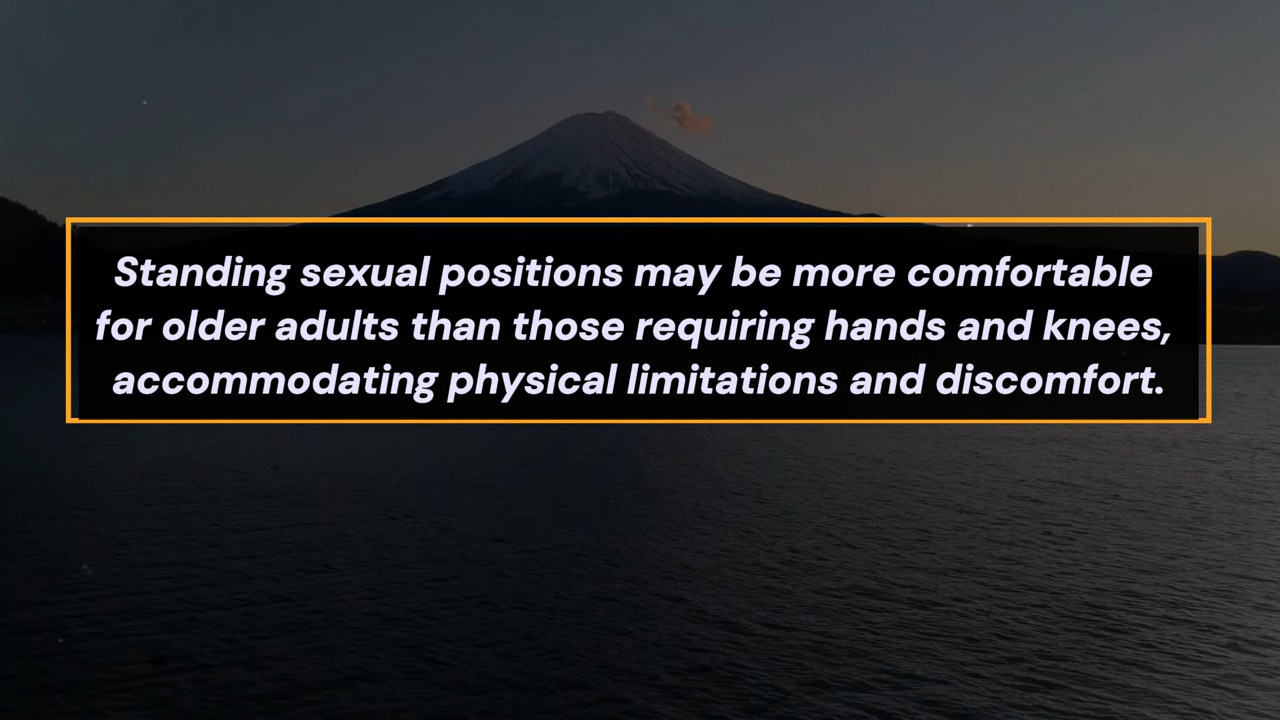 Standing sexual positions may be more comfortable
for older adults than those requiring hands and knees,
accommodating physical limitations and discomfort.